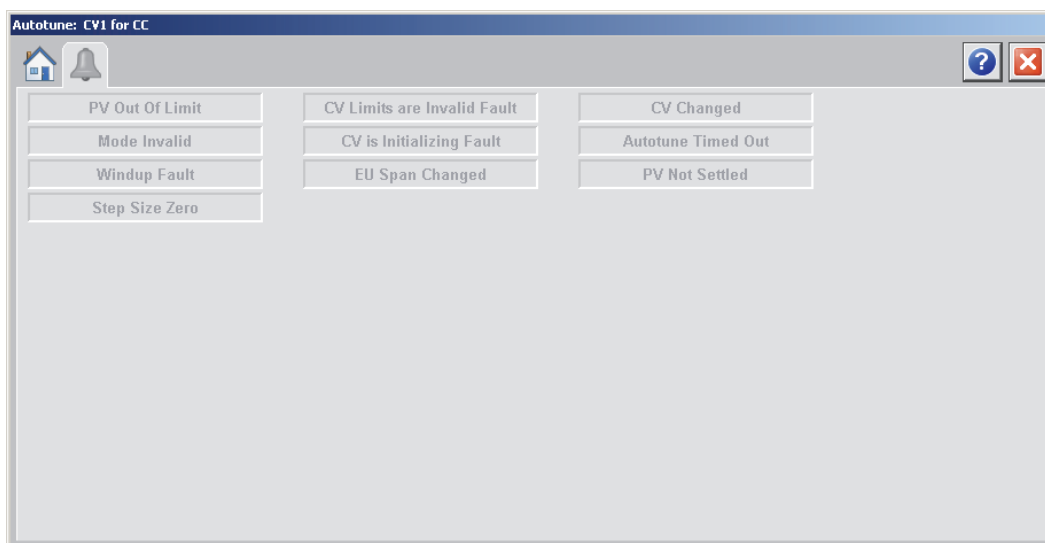 Autotune: CV1 for CC
?
PV Out Of Limit
CV Limits are Invalid Fault
CV Changed
Mode Invalid
CV is Initializing Fault
Autotune Timed Out
Windup Fault
EU Span Changed
PV Not Settled
Step Size Zero